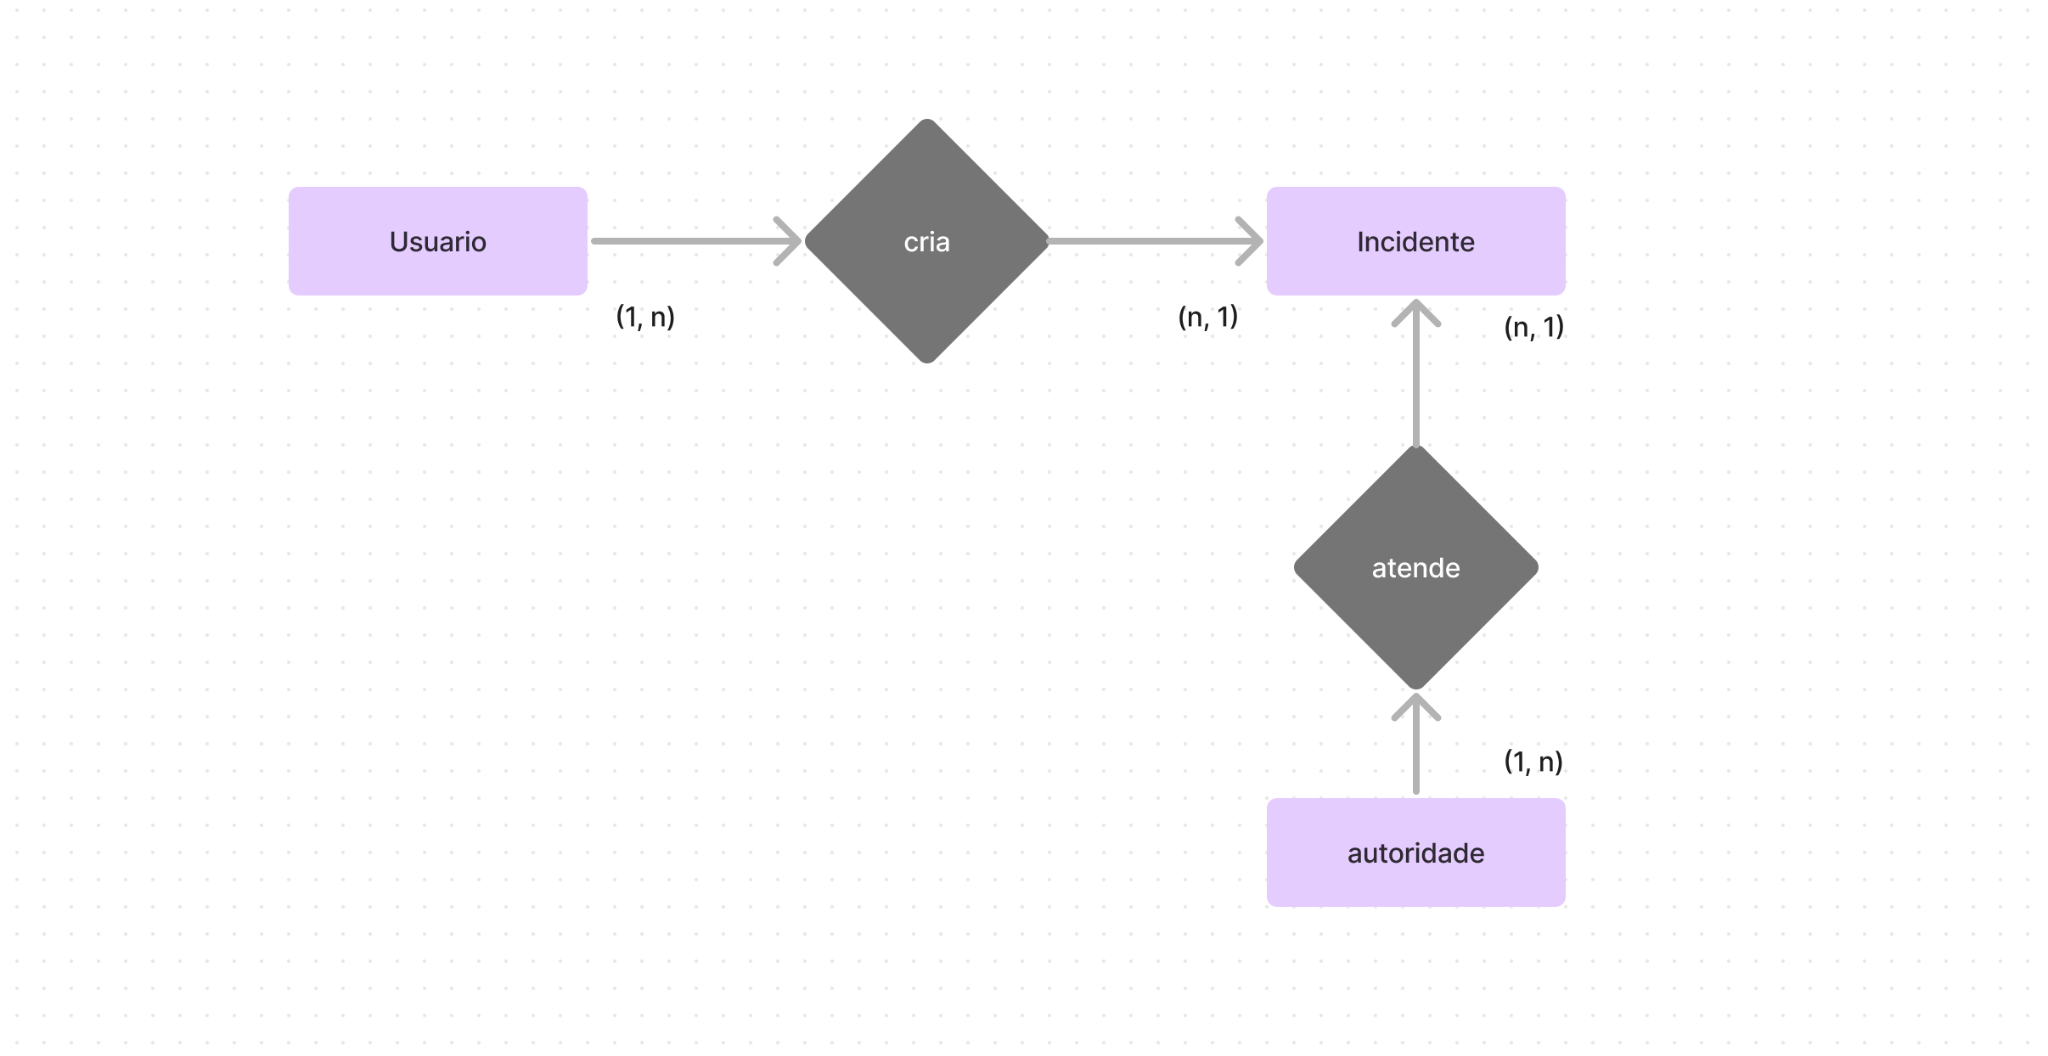 Usuario
cria
Incidente
(1, n)
(n, 1)
(n, 1)
atende
(1, n)
autoridade